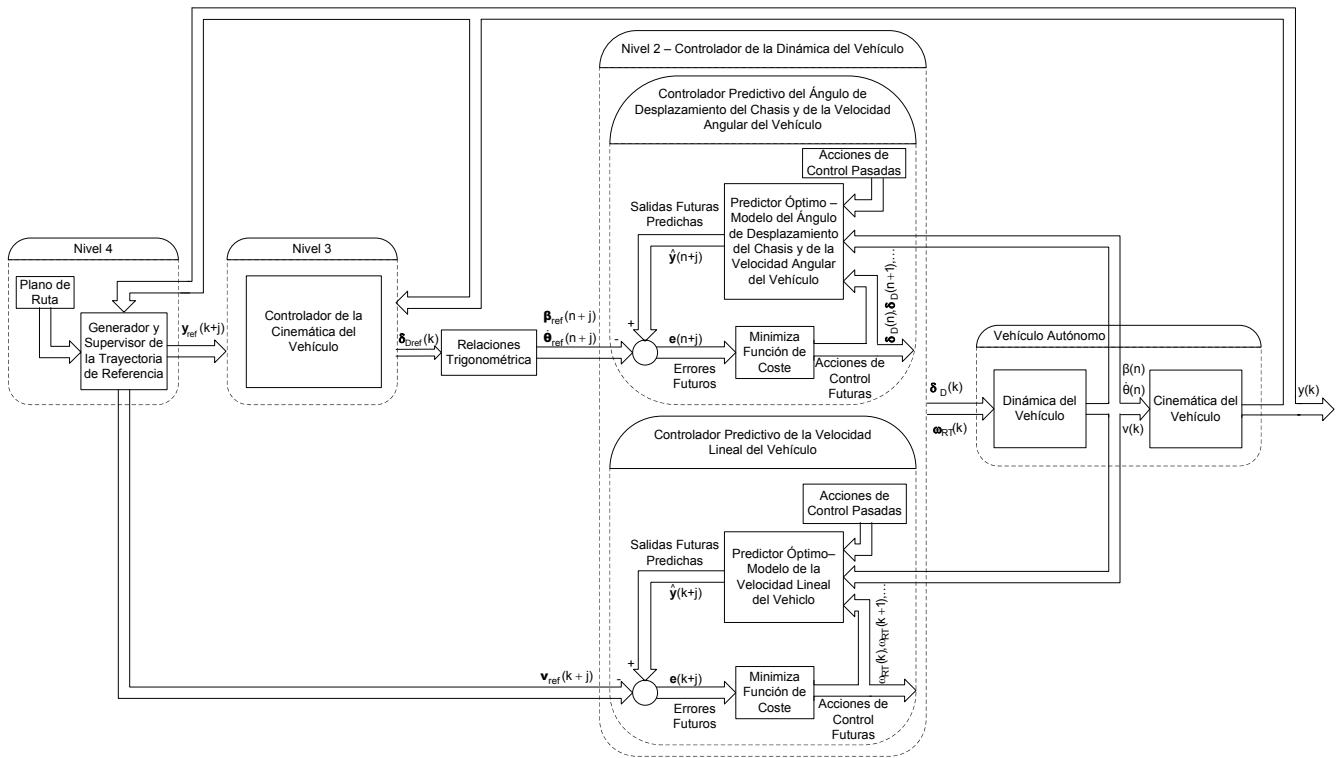 Nivel 2 – Controlador de la Dinámica del Vehículo
Controlador Predictivo del Ángulo de
Desplazamiento del Chasis y de la Velocidad
Angular del Vehículo
Acciones de
Control Pasadas
Salidas Futuras
Predichas
ŷ(n+j)
Predictor Óptimo –
Modelo del Ángulo
de Desplazamiento
del Chasis y de la
Velocidad Angular
del Vehículo
δD(n),δD(n+1),…
Nivel 4
Plano de
Ruta
Generador y
Supervisor de
la Trayectoria
de Referencia
yref(k+j)
Nivel 3
Controlador de la
Cinemática del
Vehículo
δDref(k)
Relaciones
Trigonométrica
βref(n+j)
θ̇ref(n+j)
+
-
e(n+j)
Errores
Futuros
Minimiza
Función de
Coste
Acciones de
Control
Futuras
δD(k)
ωRT(k)
Vehículo Autónomo
Dinámica del
Vehículo
β(n)
θ̇(n)
v(k)
Cinemática del
Vehículo
y(k)
Controlador Predictivo de la Velocidad
Lineal del Vehículo
Acciones de
Control Pasadas
Salidas Futuras
Predichas
ŷ(k+j)
Predictor Óptimo–
Modelo de la
Velocidad Lineal
del Vehiclo
ωRT(k),ωRT(k+1),…
vref(k+j)
+
-
e(k+j)
Errores
Futuros
Minimiza
Función de
Coste
Acciones de
Control
Futuras